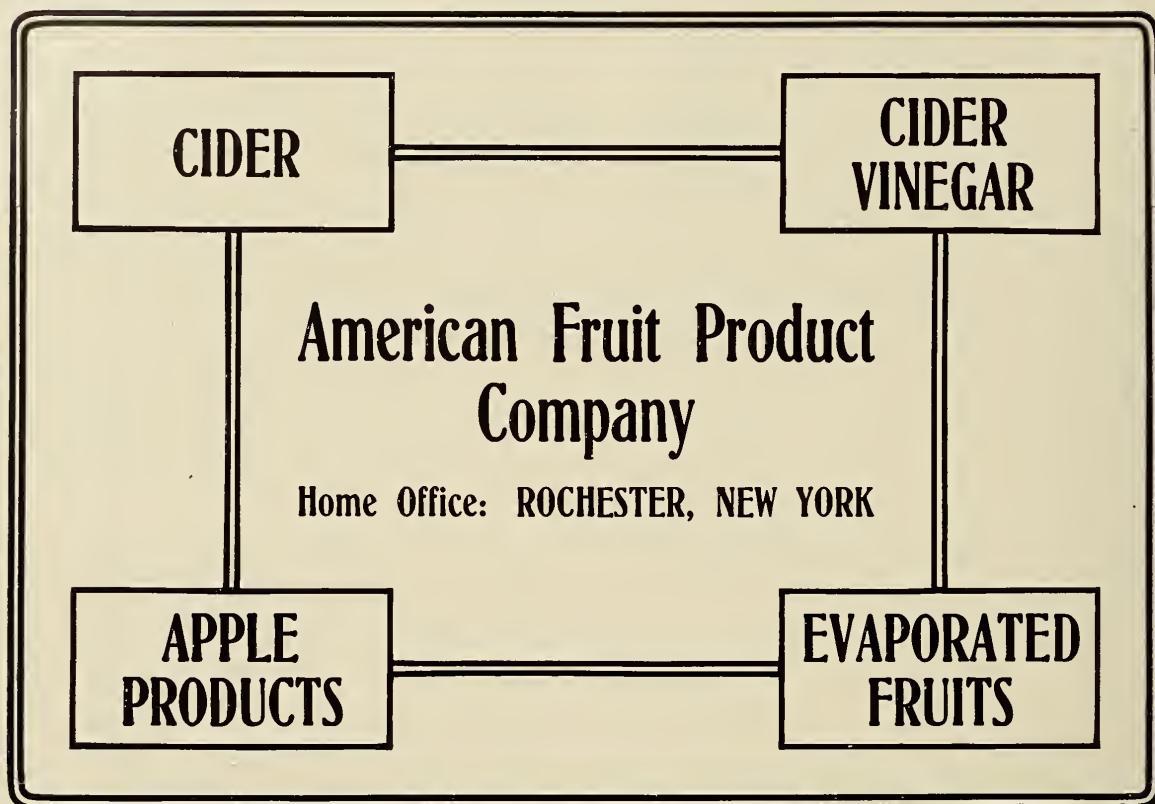 CIDER
CIDER
VINEGAR
American Fruit Product
Company
Home Office: ROCHESTER, NEW YORK
APPLE
PRODUCTS
EVAPORATED
FRUITS